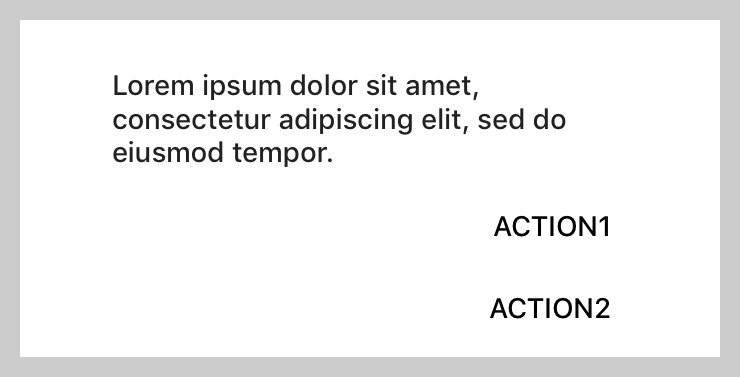 Lorem ipsum dolor sit amet,
consectetur adipiscing elit, sed do
eiusmod tempor.
ACTION1
ACTION2